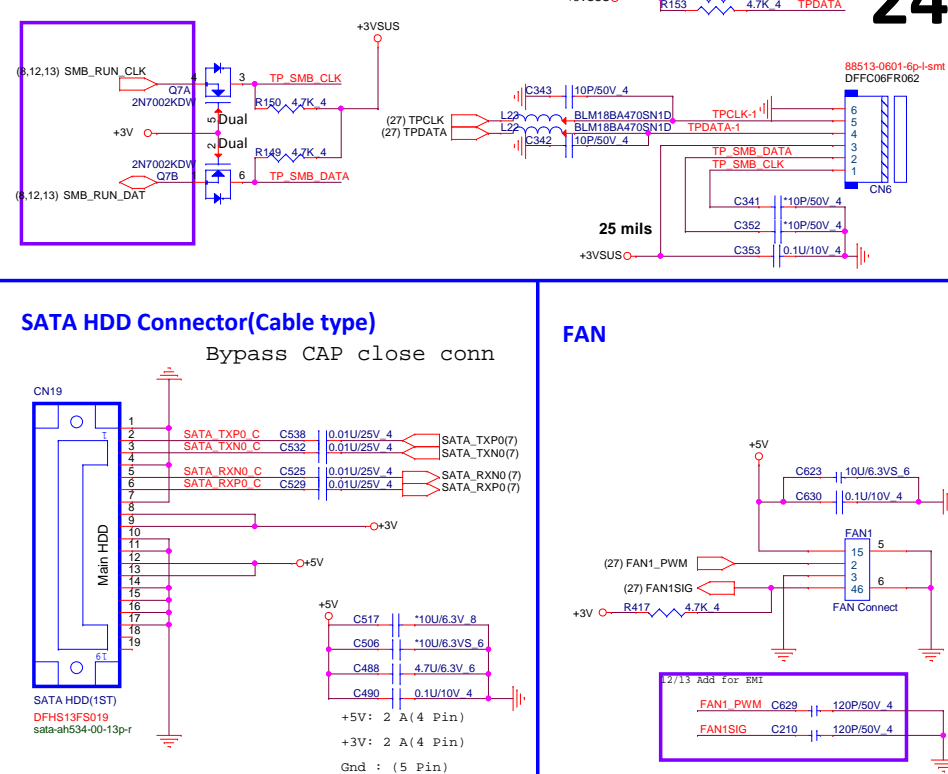 R153 4.7K_4 TPDATA
24
+3VSUS
(8,12,13) SMB_RUN_CLK
4
3
TP_SMB_CLK
Q7A
2N7002KDW
R150 4.7K_4
5
Dual
+3V
2
Dual
2N7002KDW
R149 4.7K_4
Q7B
1
6
TP_SMB_DATA
(8,12,13) SMB_RUN_DAT
88513-0601-6p-l-smt
DFFC06FR062
C343 10P/50V_4
(27) TPCLK
L23 BLM18BA470SN1D
TPCLK-1
(27) TPDATA
L22 BLM18BA470SN1D
TPDATA-1
C342 10P/50V_4
6
5
4
3
2
1
TP_SMB_DATA
TP_SMB_CLK
CN6
C341 *10P/50V_4
C352 *10P/50V_4
25 mils
+3VSUS
C353 0.1U/10V_4
SATA HDD Connector(Cable type)
Bypass CAP close conn
CN19
1
1
2
3
4
5
6
7
8
9
10
11
12
13
14
15
16
17
18
19
19
Main HDD
SATA_TXP0_C C538 0.01U/25V_4 SATA_TXP0(7)
SATA_TXN0_C C532 0.01U/25V_4 SATA_TXN0(7)
SATA_RXN0_C C525 0.01U/25V_4 SATA_RXN0(7)
SATA_RXP0_C C529 0.01U/25V_4 SATA_RXP0(7)
+3V
+5V
+5V
C517 *10U/6.3V_8
C506 *10U/6.3VS_6
C488 4.7U/6.3V_6
C490 0.1U/10V_4
SATA HDD(1ST)
DFHS13FS019
sata-ah534-00-13p-r
+5V: 2 A(4 Pin)
+3V: 2 A(4 Pin)
Gnd : (5 Pin)
FAN
+5V
C623 10U/6.3VS_6
C630 0.1U/10V_4
FAN1
15 5
2
3
46 6
FAN Connect
(27) FAN1_PWM
(27) FAN1SIG
+3V R417 4.7K_4
12/13 Add for EMI
FAN1_PWM C629 120P/50V_4
FAN1SIG C210 120P/50V_4